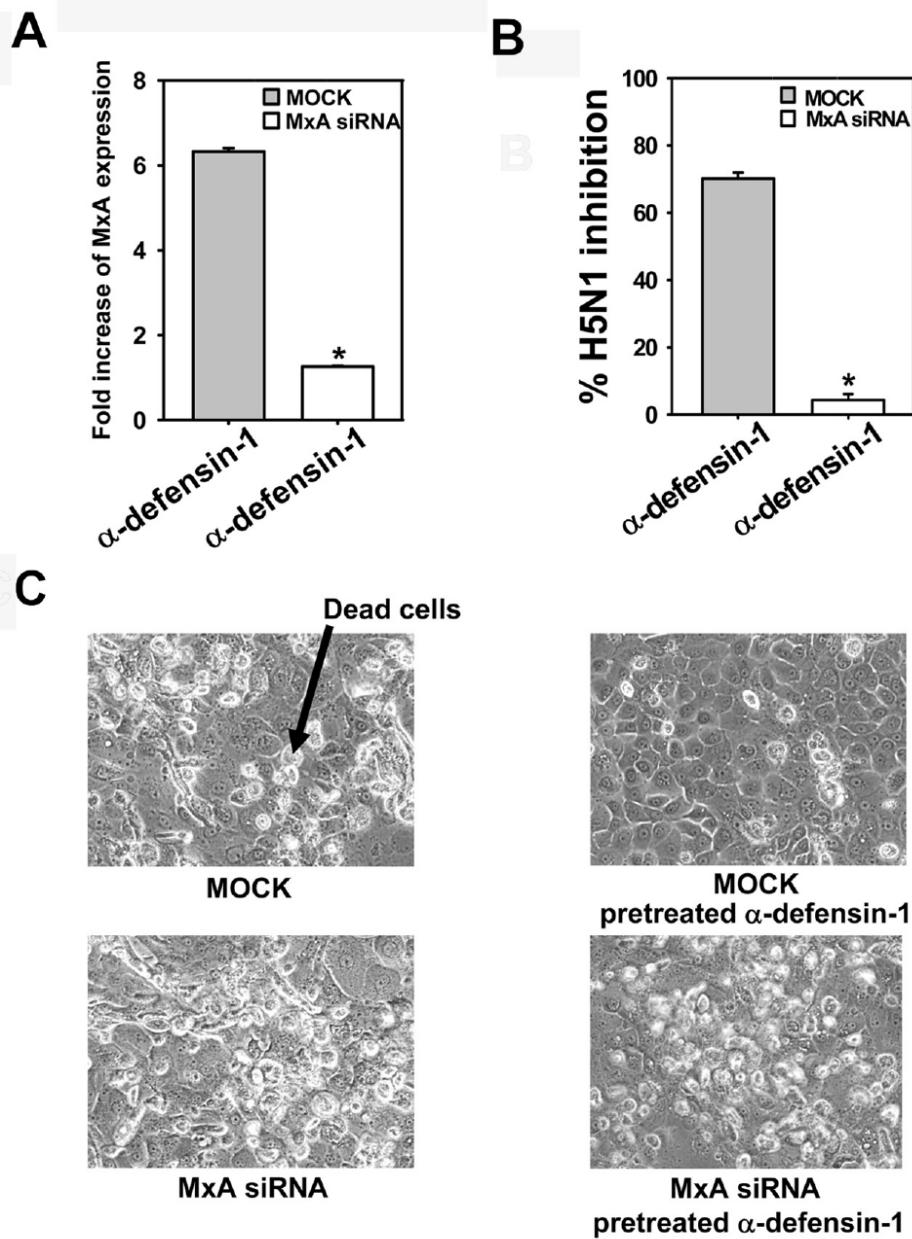 A
Fold increase of MxA expression
8
6
4
2
0
MOCK
MxA siRNA
*
α-defensin-1
α-defensin-1
B
% H5N1 inhibition
100
80
60
40
20
0
MOCK
MxA siRNA
*
α-defensin-1
α-defensin-1
B
C
Dead cells
MOCK
MOCK
pretreated α-defensin-1
MxA siRNA
MxA siRNA
pretreated α-defensin-1